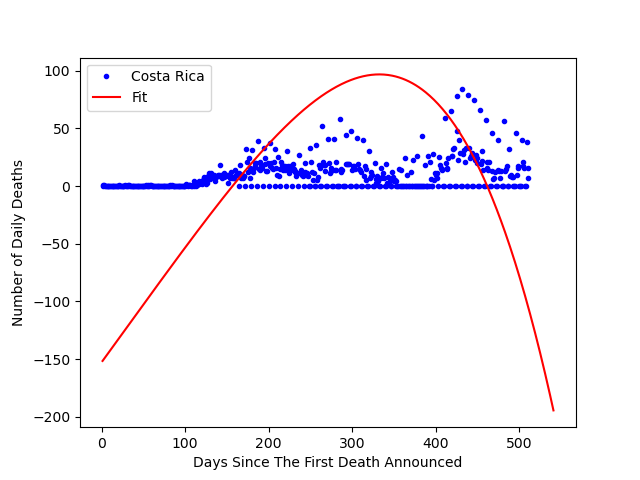 Costa Rica
Fit
100
50
0
−50
−100
−150
−200
Number of Daily Deaths
0 100 200 300 400 500
Days Since The First Death Announced